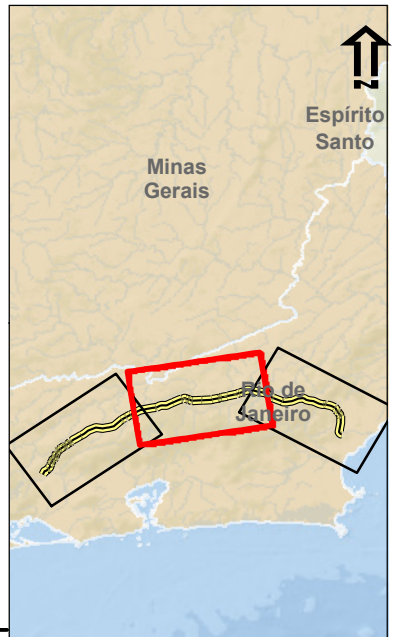 N
Espírito
Santo
Minas
Gerais
Rio de
Janeiro